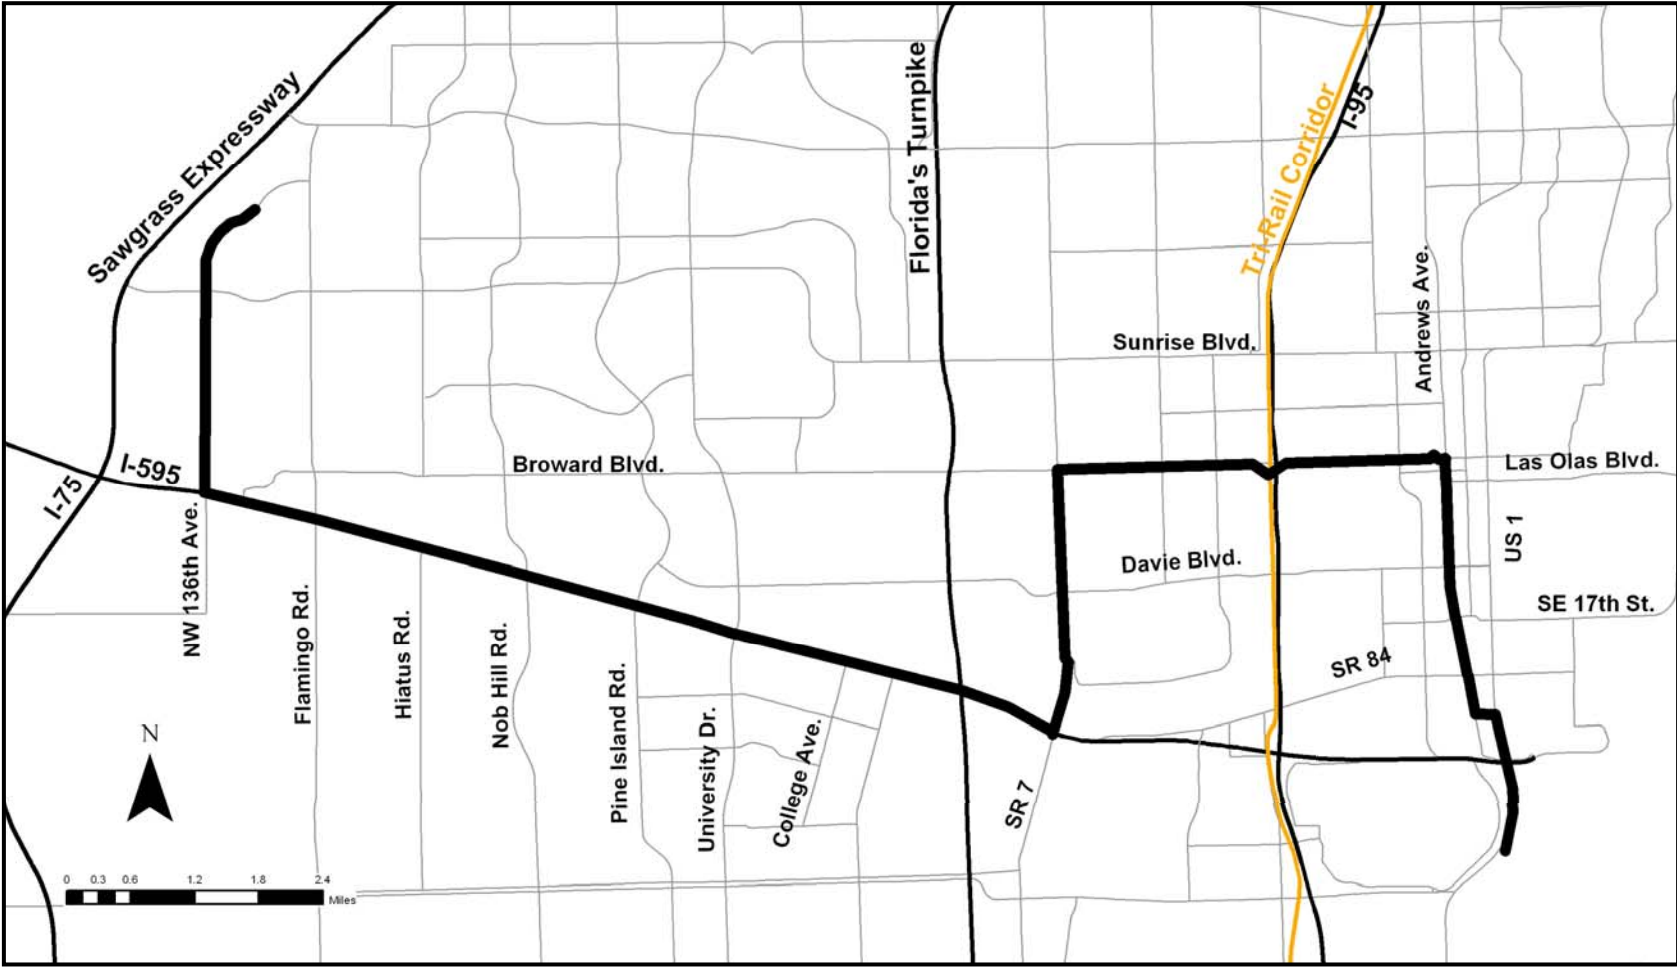 Sawgrass Expressway
Florida's Turnpike
Tri-Rail Corridor
I-95
Andrews Ave.
Sunrise Blvd.
I-595
I-75
Broward Blvd.
Las Olas Blvd.
NW 136th Ave.
US 1
Davie Blvd.
SE 17th St.
Flamingo Rd.
Hiatus Rd.
Nob Hill Rd.
Pine Island Rd.
University Dr.
College Ave.
SR 84
SR 7
N
0 0.3 0.6 1.2 1.8 2.4
Miles